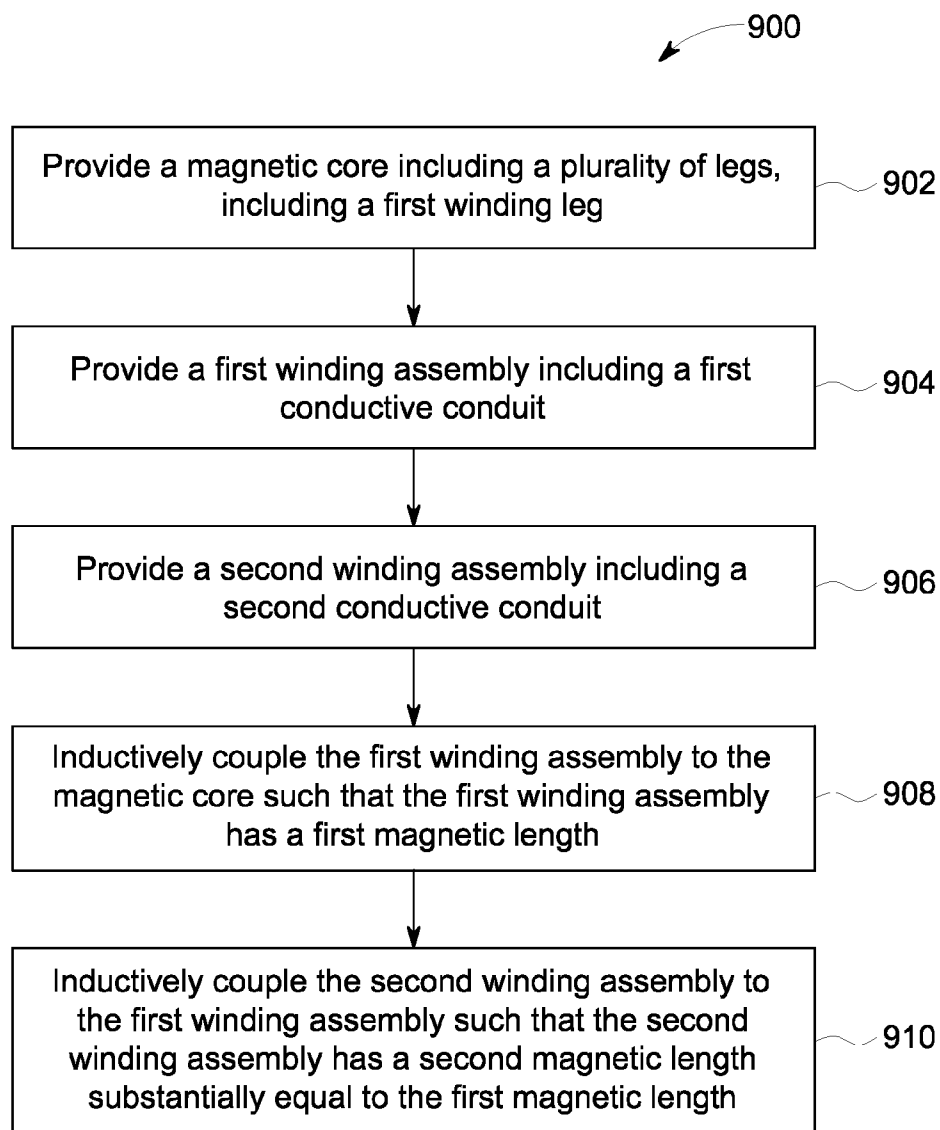 900
Provide a magnetic core including a plurality of legs,
including a first winding leg
902
Provide a first winding assembly including a first
conductive conduit
904
Provide a second winding assembly including a
second conductive conduit
906
Inductively couple the first winding assembly to the
magnetic core such that the first winding assembly
has a first magnetic length
908
Inductively couple the second winding assembly to
the first winding assembly such that the second
winding assembly has a second magnetic length
substantially equal to the first magnetic length
910